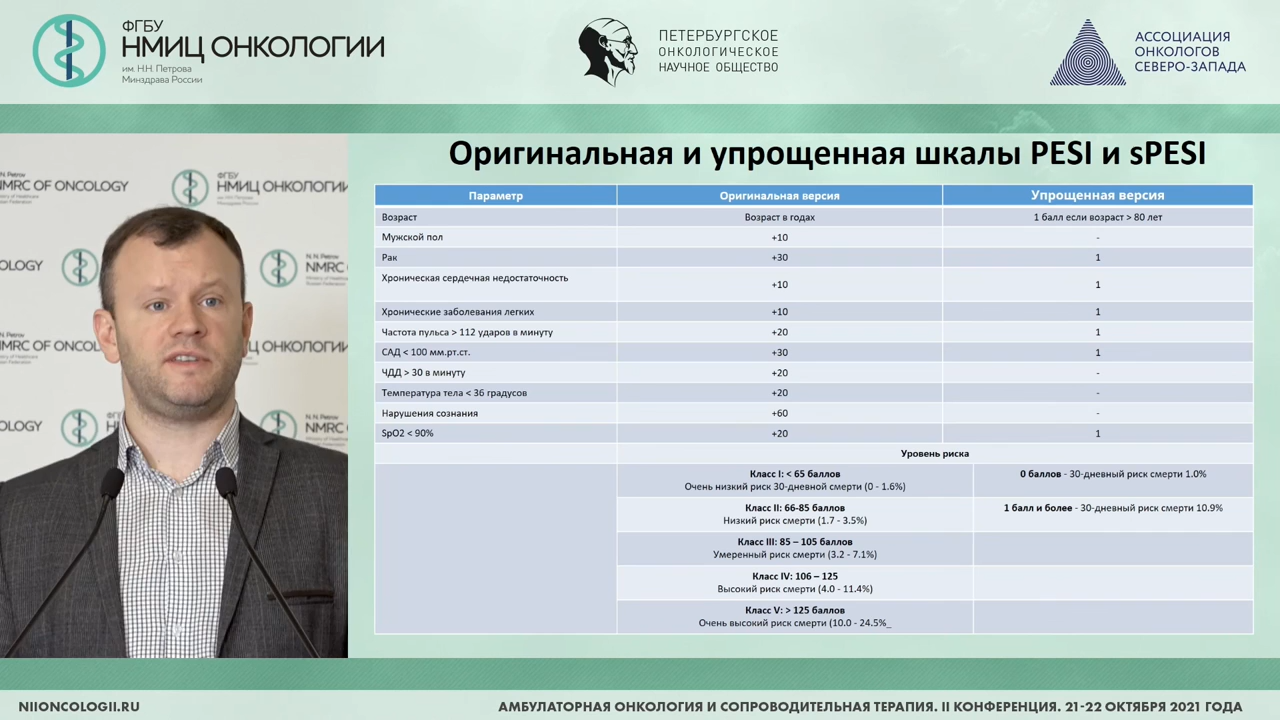 ФГБУ
НМИЦ ОНКОЛОГИИ
им. Н.Н. Петрова
Минздрава России
ПЕТЕРБУРГСКОЕ
ОНКОЛОГИЧЕСКОЕ
НАУЧНОЕ ОБЩЕСТВО
АССОЦИАЦИЯ
ОНКОЛОГОВ
СЕВЕРО-ЗАПАДА
NMRC OF ONCOLOGY
НМИЦ ОНКОЛОГИИ
OLOGY
N. N. Petrov
NMRC O
OLOGY
N. N. Petrov
NMRC
Оригинальная и упрощенная шкалы PESI и sPESI
Параметр Оригинальная версия Упрощенная версия
Возраст Возраст в годах 1 балл если возраст > 80 лет
Мужской пол +10 -
Рак +30 1
Хроническая сердечная недостаточность +10 1
Хронические заболевания легких +10 1
Частота пульса > 112 ударов в минуту +20 1
САД < 100 мм.рт.ст. +30 1
ЧДД > 30 в минуту +20 -
Температура тела < 36 градусов +20 -
Нарушения сознания +60 -
SpO2 < 90% +20 1
Уровень риска
Класс I: < 65 баллов
Очень низкий риск 30-дневной смерти (0 - 1.6%)
0 баллов - 30-дневный риск смерти 1.0%
Класс II: 66-85 баллов
Низкий риск смерти (1.7 - 3.5%)
1 балл и более - 30-дневный риск смерти 10.9%
Класс III: 85 – 105 баллов
Умеренный риск смерти (3.2 - 7.1%)
Класс IV: 106 – 125
Высокий риск смерти (4.0 - 11.4%)
Класс V: > 125 баллов
Очень высокий риск смерти (10.0 - 24.5%_
NIIONCOLOGII.RU
АМБУЛАТОРНАЯ ОНКОЛОГИЯ И СОПРОВОДИТЕЛЬНАЯ ТЕРАПИЯ. II КОНФЕРЕНЦИЯ. 21-22 ОКТЯБРЯ 2021 ГОДА